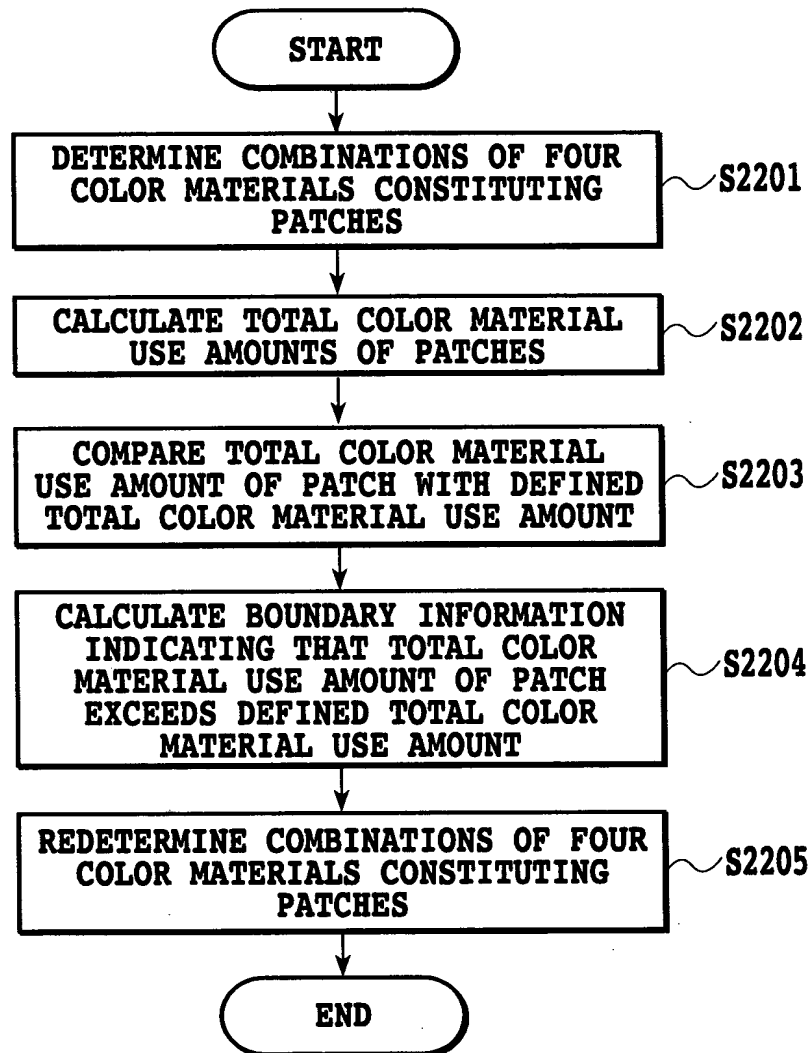 START
DETERMINE COMBINATIONS OF FOUR
COLOR MATERIALS CONSTITUTING
PATCHES
S2201
CALCULATE TOTAL COLOR MATERIAL
USE AMOUNTS OF PATCHES
S2202
COMPARE TOTAL COLOR MATERIAL
USE AMOUNT OF PATCH WITH DEFINED
TOTAL COLOR MATERIAL USE AMOUNT
S2203
CALCULATE BOUNDARY INFORMATION
INDICATING THAT TOTAL COLOR
MATERIAL USE AMOUNT OF PATCH
EXCEEDS DEFINED TOTAL COLOR
MATERIAL USE AMOUNT
S2204
REDETERMINE COMBINATIONS OF FOUR
COLOR MATERIALS CONSTITUTING
PATCHES
S2205
END